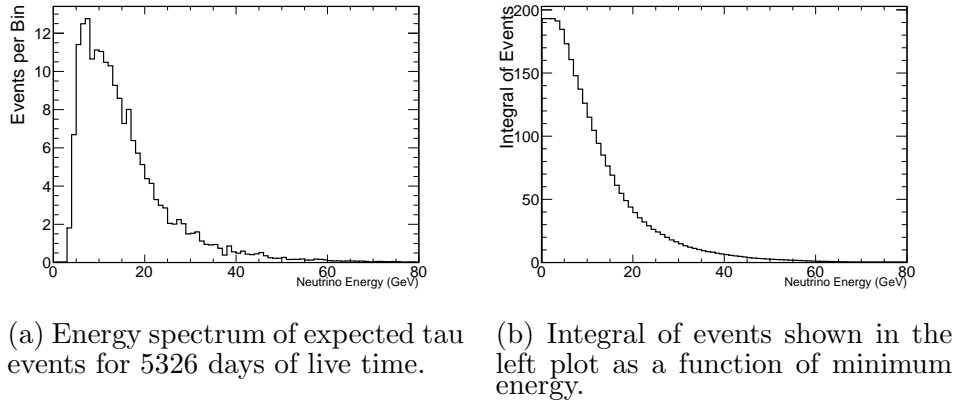 Events per Bin
12
10
8
6
4
2
0
0 20 40 60 80
Neutrino Energy (GeV)
Integral of Events
200
150
100
50
0
0 20 40 60 80
Neutrino Energy (GeV)
(a) Energy spectrum of expected tau
events for 5326 days of live time.
(b) Integral of events shown in the
left plot as a function of minimum
energy.